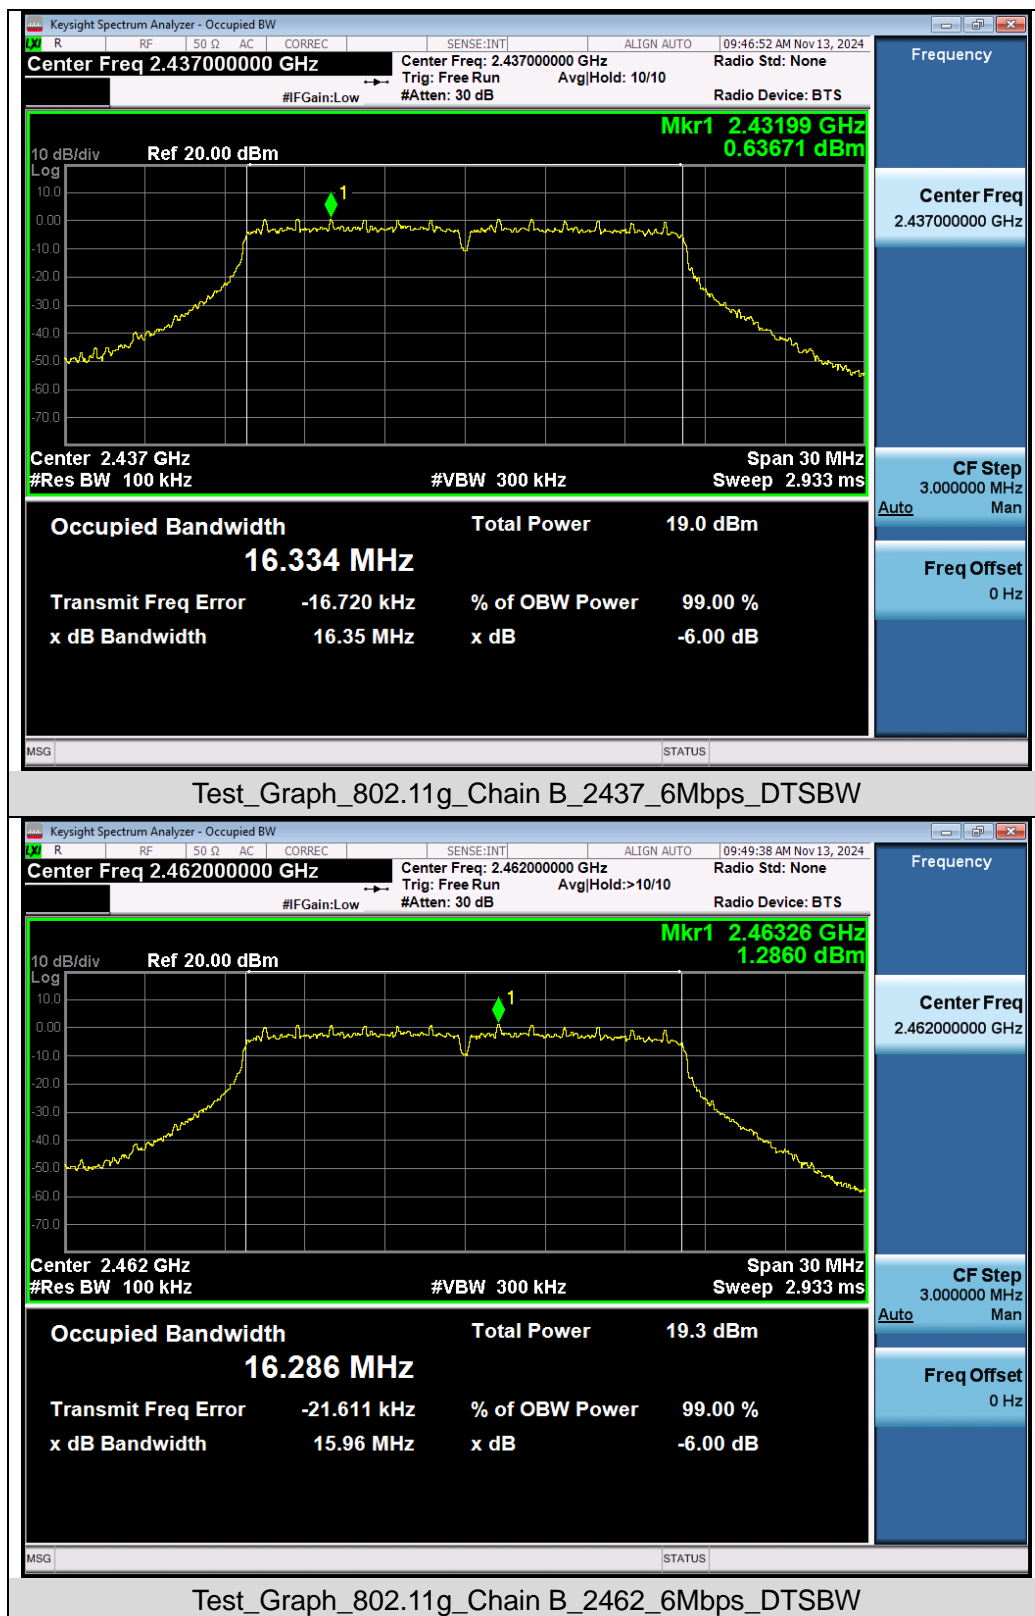 Keysight Spectrum Analyzer - Occupied BW
LXI R RF 50 Ω AC CORREC SENSE:INT ALIGN AUTO 09:46:52 AM Nov 13, 2024
Center Freq 2.437000000 GHz Center Freq: 2.437000000 GHz Radio Std: None Frequency
Trig: Free Run Avg|Hold: 10/10
#IFGain:Low #Atten: 30 dB Radio Device: BTS
Mkr1 2.43199 GHz
10 dB/div Ref 20.00 dBm 0.63671 dBm
Log
10.0
0.00
-10.0
-20.0
-30.0
-40.0
-50.0
-60.0
-70.0
1
Center Freq
2.437000000 GHz
Center 2.437 GHz Span 30 MHz
#Res BW 100 kHz #VBW 300 kHz Sweep 2.933 ms
CF Step
3.000000 MHz
Auto Man
Occupied Bandwidth Total Power 19.0 dBm
16.334 MHz
Freq Offset
0 Hz
Transmit Freq Error -16.720 kHz % of OBW Power 99.00 %
x dB Bandwidth 16.35 MHz x dB -6.00 dB
MSG STATUS
Test_Graph_802.11g_Chain B_2437_6Mbps_DTSBW
Keysight Spectrum Analyzer - Occupied BW
LXI R RF 50 Ω AC CORREC SENSE:INT ALIGN AUTO 09:49:38 AM Nov 13, 2024
Center Freq 2.462000000 GHz Center Freq: 2.462000000 GHz Radio Std: None Frequency
Trig: Free Run Avg|Hold:>10/10
#IFGain:Low #Atten: 30 dB Radio Device: BTS
Mkr1 2.46326 GHz
10 dB/div Ref 20.00 dBm 1.2860 dBm
Log
10.0
0.00
-10.0
-20.0
-30.0
-40.0
-50.0
-60.0
-70.0
1
Center Freq
2.462000000 GHz
Center 2.462 GHz Span 30 MHz
#Res BW 100 kHz #VBW 300 kHz Sweep 2.933 ms
CF Step
3.000000 MHz
Auto Man
Occupied Bandwidth Total Power 19.3 dBm
16.286 MHz
Freq Offset
0 Hz
Transmit Freq Error -21.611 kHz % of OBW Power 99.00 %
x dB Bandwidth 15.96 MHz x dB -6.00 dB
MSG STATUS
Test_Graph_802.11g_Chain B_2462_6Mbps_DTSBW